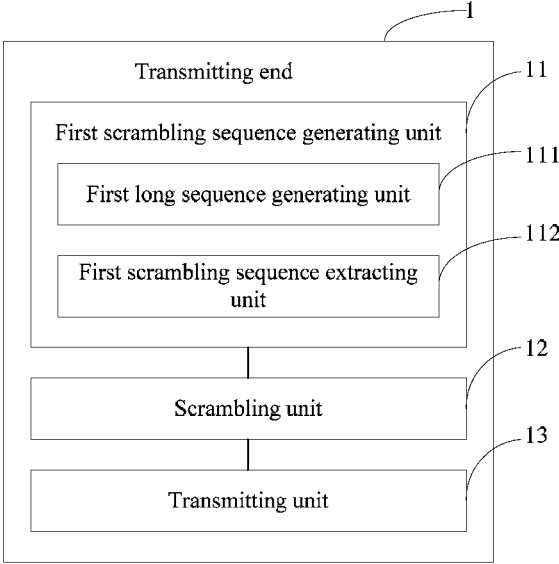 1
Transmitting end
11
First scrambling sequence generating unit
111
First long sequence generating unit
112
First scrambling sequence extracting
unit
12
Scrambling unit
13
Transmitting unit